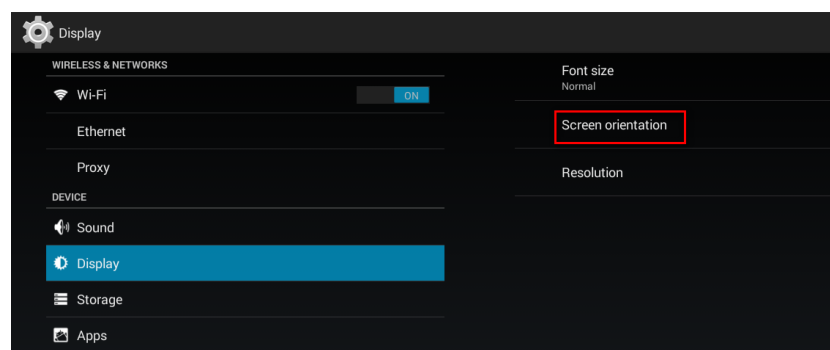 Display
WIRELESS & NETWORKS
Wi-Fi
ON
Ethernet
Proxy
DEVICE
Sound
Display
Storage
Apps
Font size
Normal
Screen orientation
Resolution